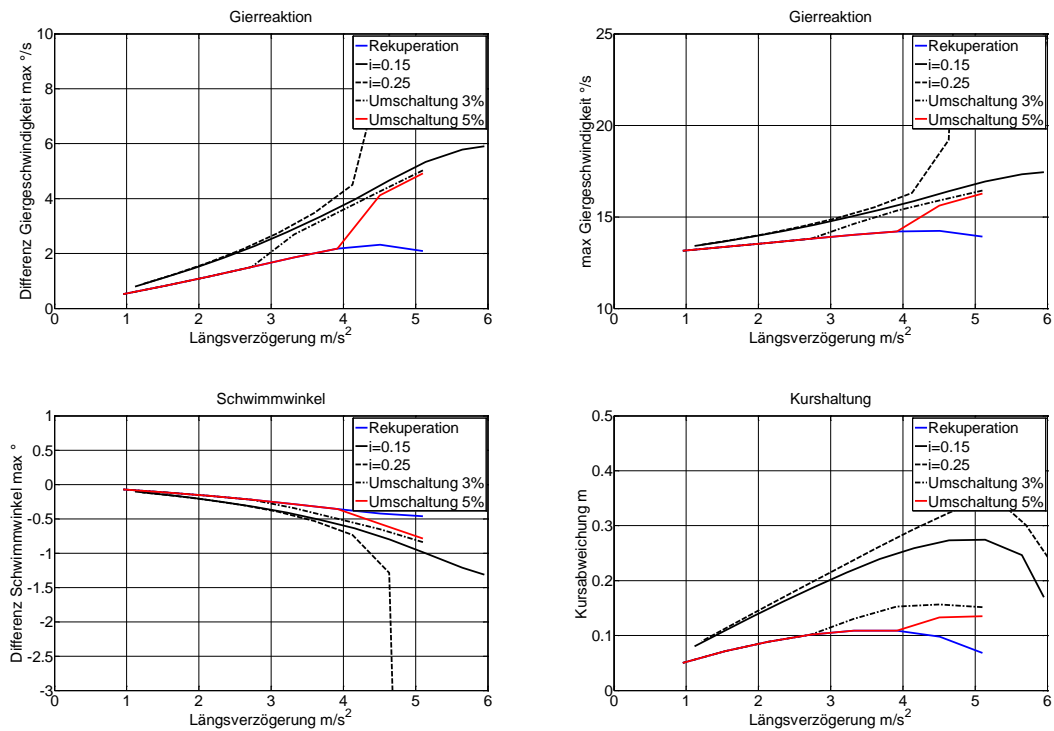 Gierreaktion
10
8
6
4
2
0
0
1
2
3
4
5
6
Differenz Giergeschwindigkeit max °/s
Längsverzögerung m/s²
Rekuperation
i=0.15
i=0.25
Umschaltung 3%
Umschaltung 5%
Gierreaktion
25
20
15
10
0
1
2
3
4
5
6
max Giergeschwindigkeit °/s
Längsverzögerung m/s²
Rekuperation
i=0.15
i=0.25
Umschaltung 3%
Umschaltung 5%
Schwimmwinkel
1
0.5
0
-0.5
-1
-1.5
-2
-2.5
-3
0
1
2
3
4
5
6
Differenz Schwimmwinkel max °
Längsverzögerung m/s²
Rekuperation
i=0.15
i=0.25
Umschaltung 3%
Umschaltung 5%
Kurshaltung
0.5
0.4
0.3
0.2
0.1
0
0
1
2
3
4
5
6
Kursabweichung m
Längsverzögerung m/s²
Rekuperation
i=0.15
i=0.25
Umschaltung 3%
Umschaltung 5%